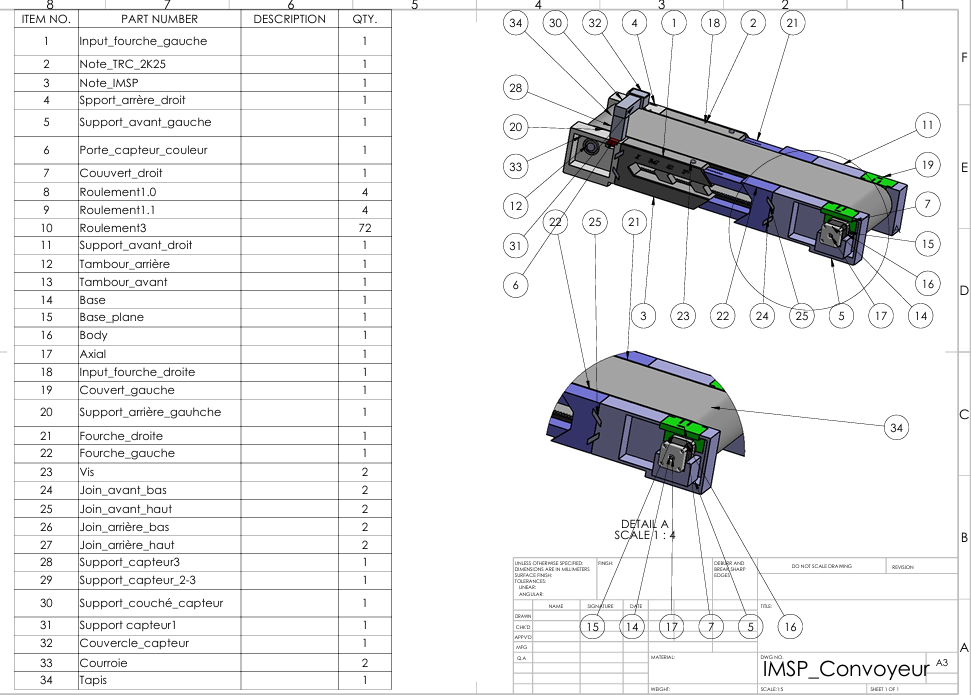 8 7 6 5 4 3 2 1
ITEM NO. PART NUMBER DESCRIPTION QTY.
1 Input_fourche_gauche 1
2 Note_TRC_2K25 1
3 Note_IMSP 1
4 Spport_arrère_droit 1
5 Support_avant_gauche 1
6 Porte_capteur_couleur 1
7 Couuvert_droit 1
8 Roulement1.0 4
9 Roulement1.1 4
10 Roulement3 72
11 Support_avant_droit 1
12 Tambour_arrière 1
13 Tambour_avant 1
14 Base 1
15 Base_plane 1
16 Body 1
17 Axial 1
18 Input_fourche_droite 1
19 Couvert_gauche 1
20 Support_arrière_gauhche 1
21 Fourche_droite 1
22 Fourche_gauche 1
23 Vis 2
24 Join_avant_bas 2
25 Join_avant_haut 2
26 Join_arrière_bas 2
27 Join_arrière_haut 2
28 Support_capteur3 1
29 Support_capteur_2-3 1
30 Support_couché_capteur 1
31 Support capteur1 1
32 Couvercle_capteur 1
33 Courroie 2
34 Tapis 1
34 30 32 4 1 18 2 21
28
20
33
12
31
6
22 25 21
11
19
7
15
16
3 23 22 24 25 5 17 14
IMSP
34
DETAIL A
SCALE 1 : 4
15 14 17 7 5 16
F
E
D
C
B
A
UNLESS OTHERWISE SPECIFIED:
DIMENSIONS ARE IN MILLIMETERS
SURFACE FINISH:
TOLERANCES:
LINEAR:
ANGULAR:
FINISH:
DEBURR AND
BREAK SHARP
EDGES
DO NOT SCALE DRAWING
REVISION
NAME SIGNATURE DATE
TITLE:
DRAWN
CHK'D
APPV'D
MFG
Q.A
MATERIAL:
DWG NO.
IMSP_Convoyeur
A3
WEIGHT:
SCALE:1:5
SHEET 1 OF 1